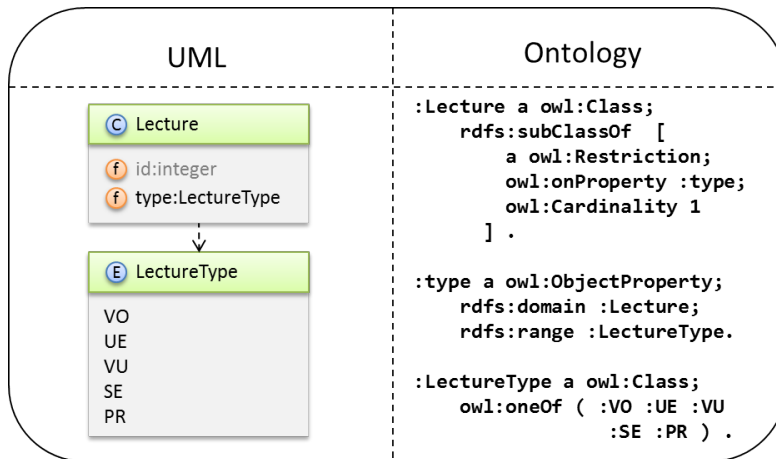 UML
C Lecture
f id:integer
f type:LectureType
E LectureType
VO
UE
VU
SE
PR
Ontology
:Lecture a owl:Class;
rdfs:subClassOf [
a owl:Restriction;
owl:onProperty :type;
owl:Cardinality 1
] .
:type a owl:ObjectProperty;
rdfs:domain :Lecture;
rdfs:range :LectureType.
:LectureType a owl:Class;
owl:oneOf ( :VO :UE :VU
:SE :PR ) .